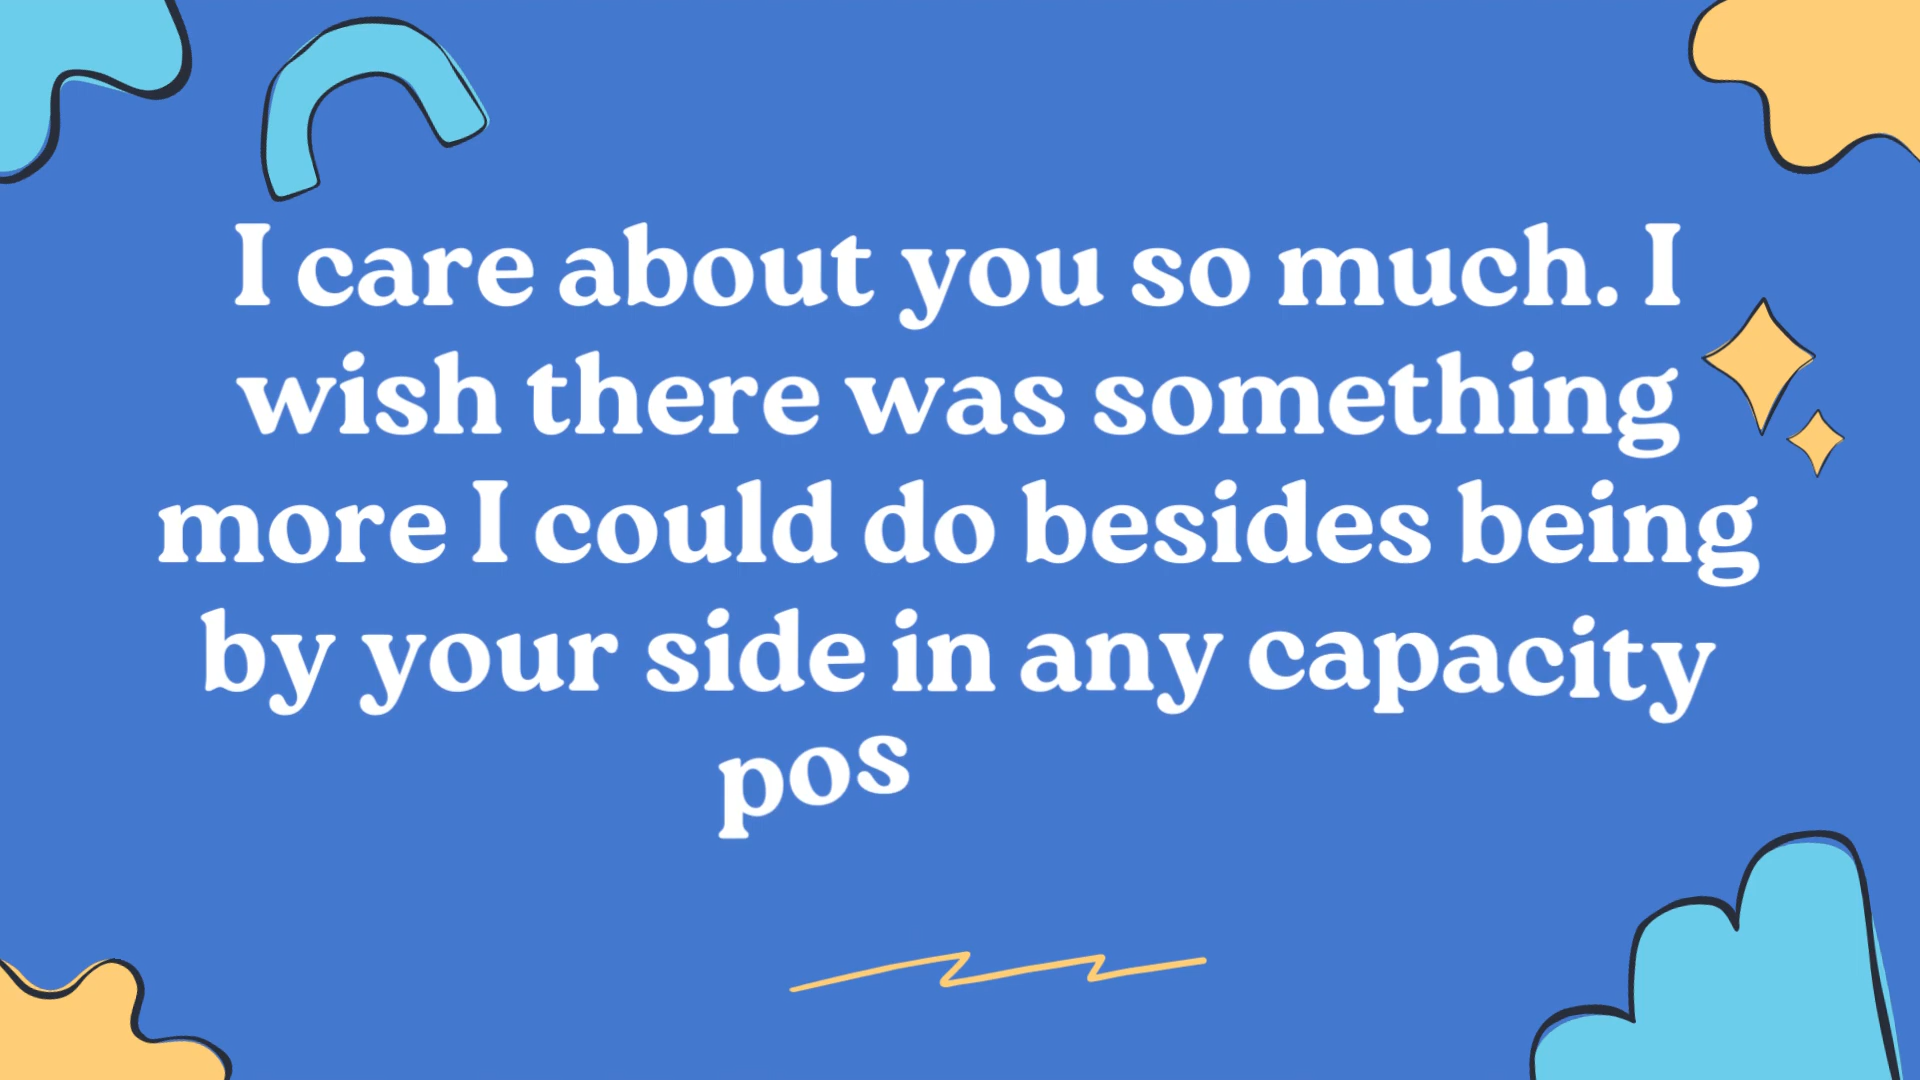 I care about you so much. I
wish there was something
more I could do besides being
by your side in any capacity
pos